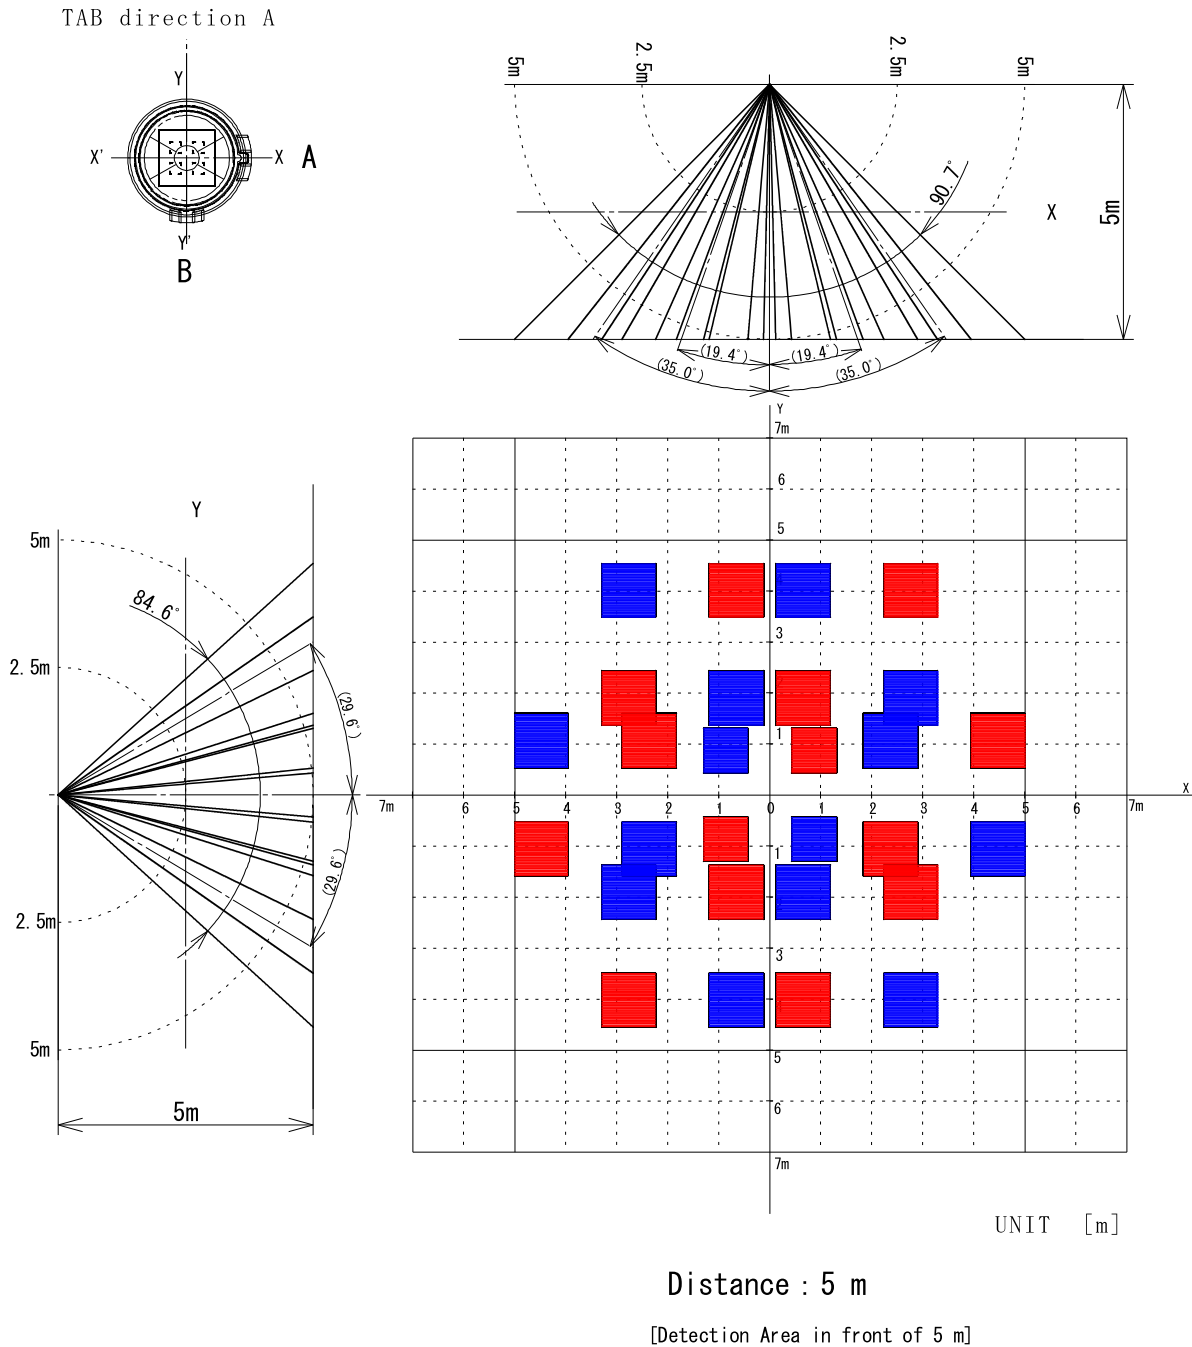 TAB direction A
Y
X'
X
A
Y'
B
5m
2.5m
2.5m
5m
90.7°
X
5m
(19.4°)
(19.4°)
(35.0°)
(35.0°)
Y
7m
6
5
3
1
Y
5m
84.6°
2.5m
(29.6°)
7m
6
5
4
3
2
1
0
1
2
3
4
5
6
7m
X
1
(29.6°)
2.5m
3
5m
5
6
5m
7m
UNIT [m]
Distance : 5 m
[Detection Area in front of 5 m]